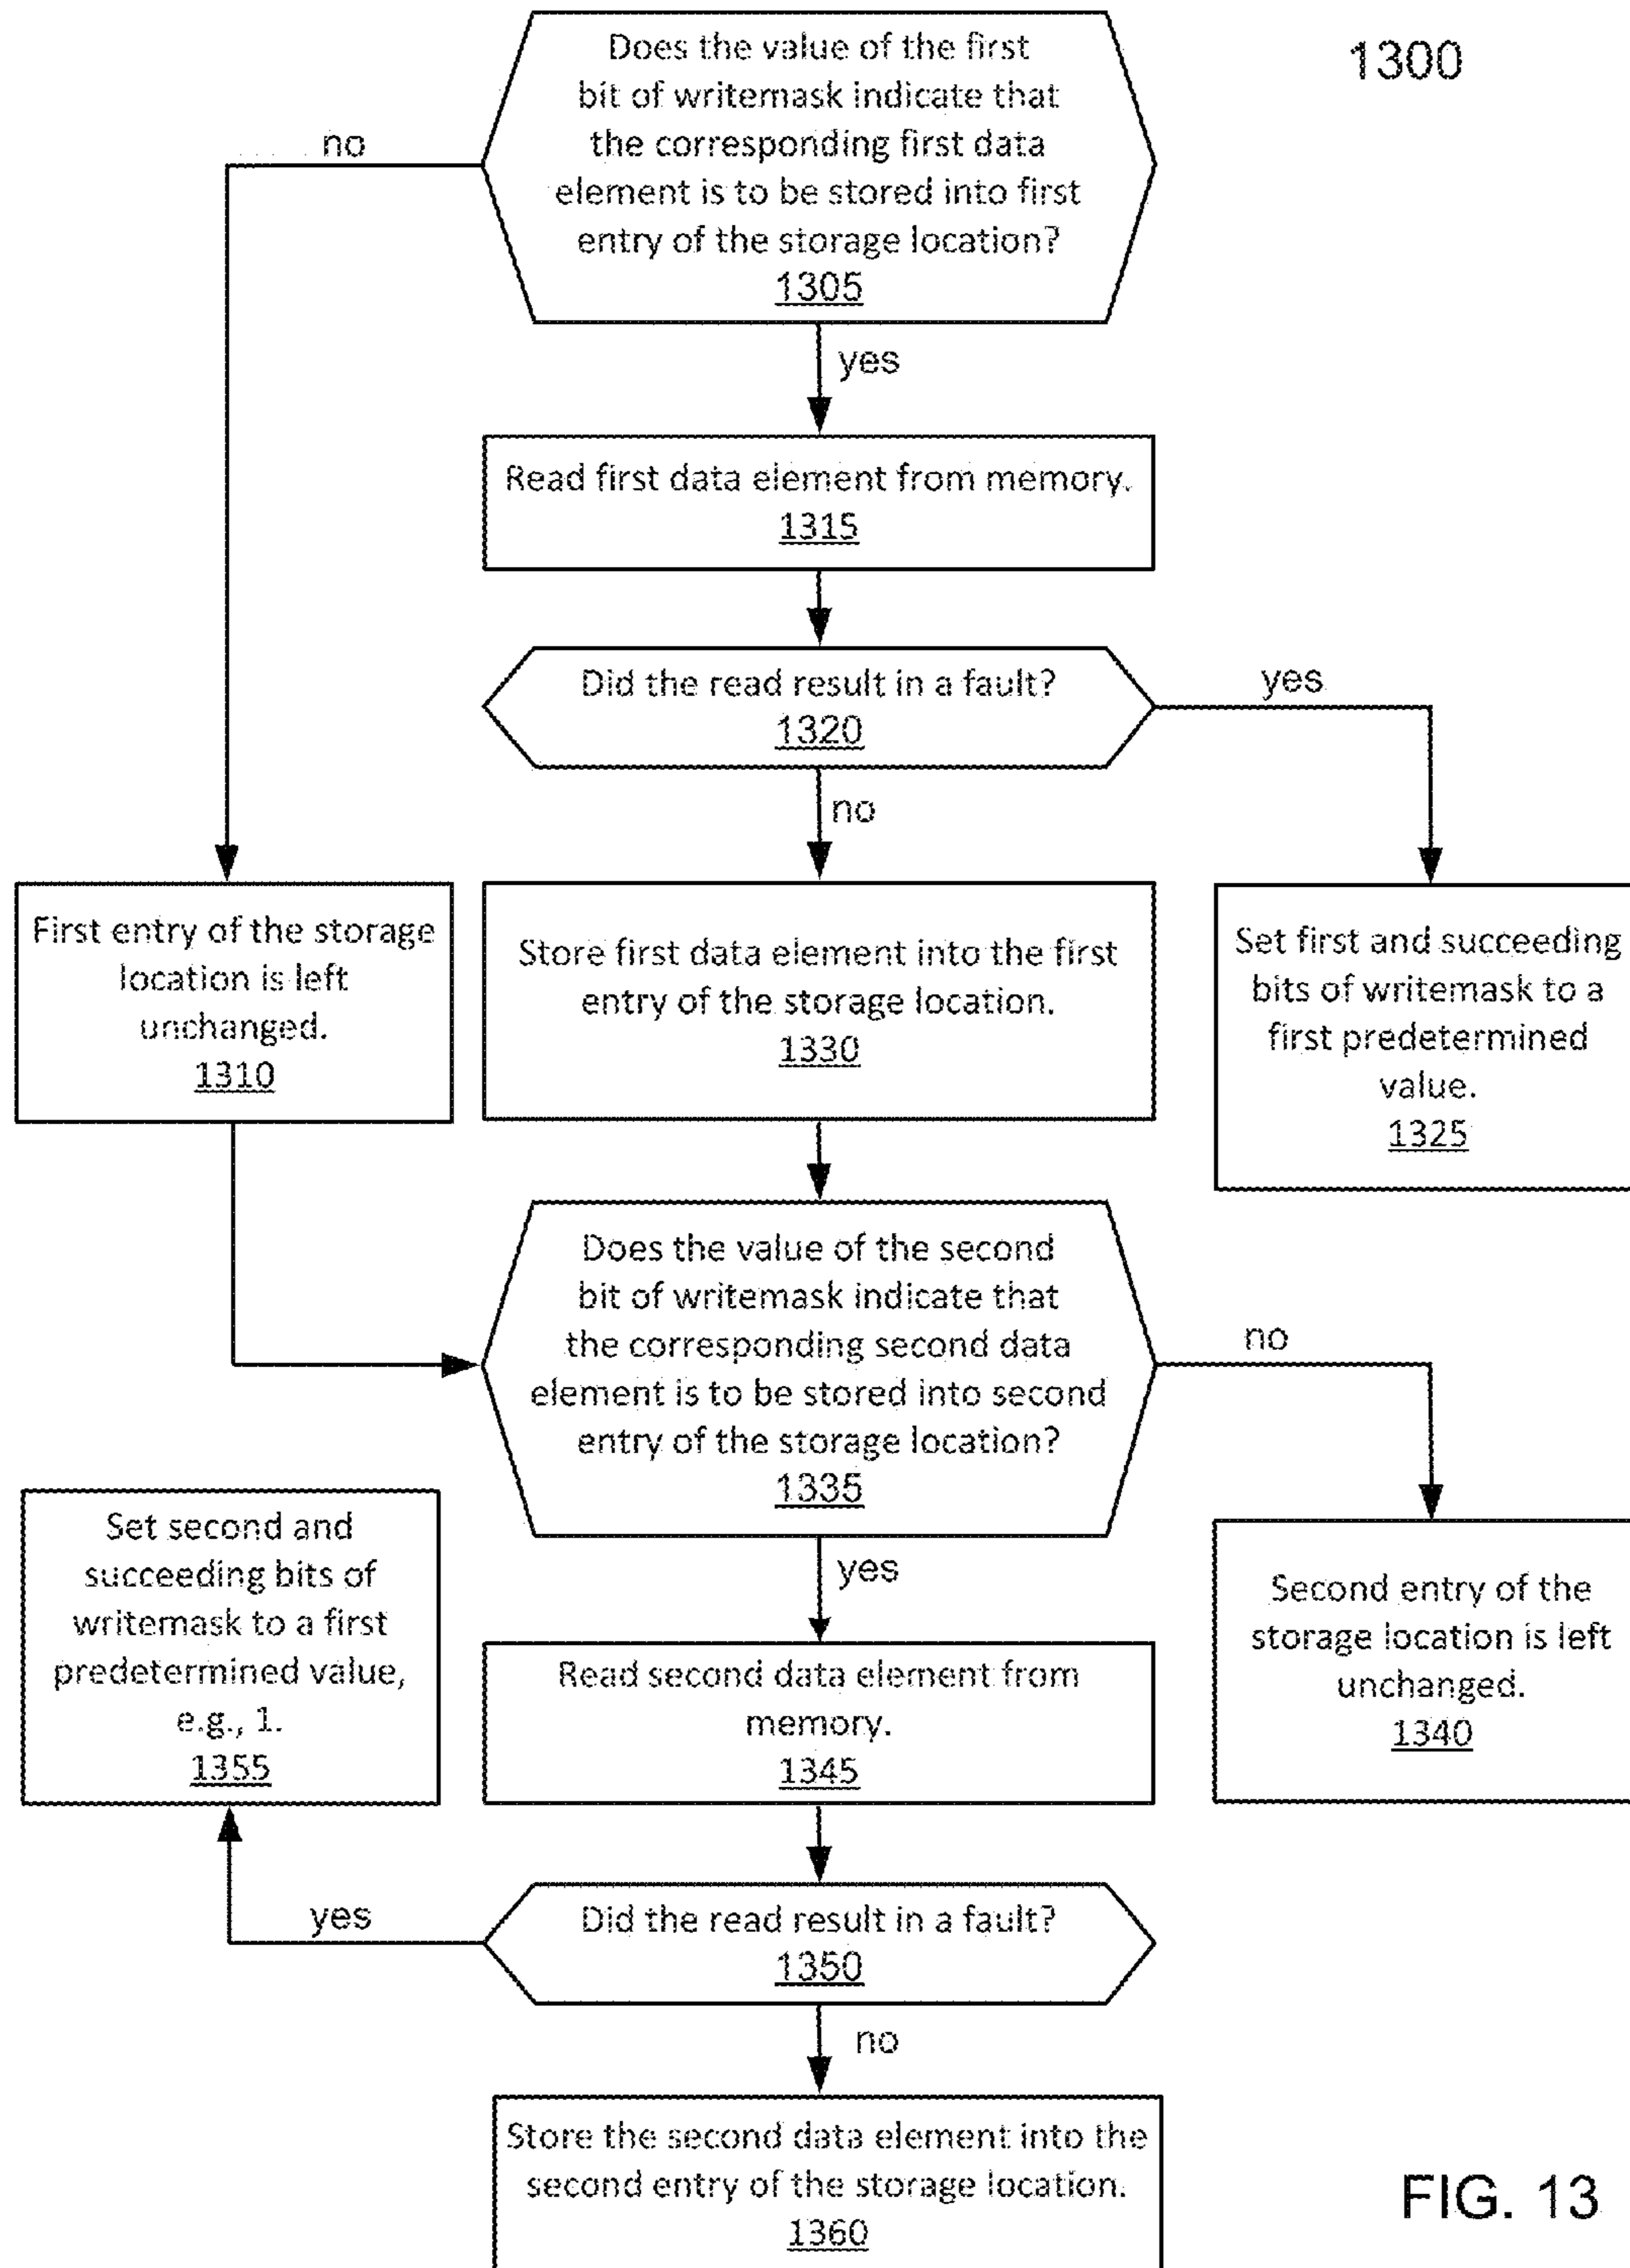 1300
Does the value of the first
bit of writemask indicate that
the corresponding first data
element is to be stored into first
entry of the storage location?
1305
no
yes
Read first data element from memory.
1315
Did the read result in a fault?
1320
yes
no
First entry of the storage
location is left
unchanged.
1310
Store first data element into the first
entry of the storage location.
1330
Set first and succeeding
bits of writemask to a
first predetermined
value.
1325
Does the value of the second
bit of writemask indicate that
the corresponding second data
element is to be stored into second
entry of the storage location?
1335
no
yes
Set second and
succeeding bits of
writemask to a first
predetermined value,
e.g., 1.
1355
Read second data element from
memory.
1345
Second entry of the
storage location is left
unchanged.
1340
Did the read result in a fault?
1350
yes
no
Store the second data element into the
second entry of the storage location.
1360
FIG. 13